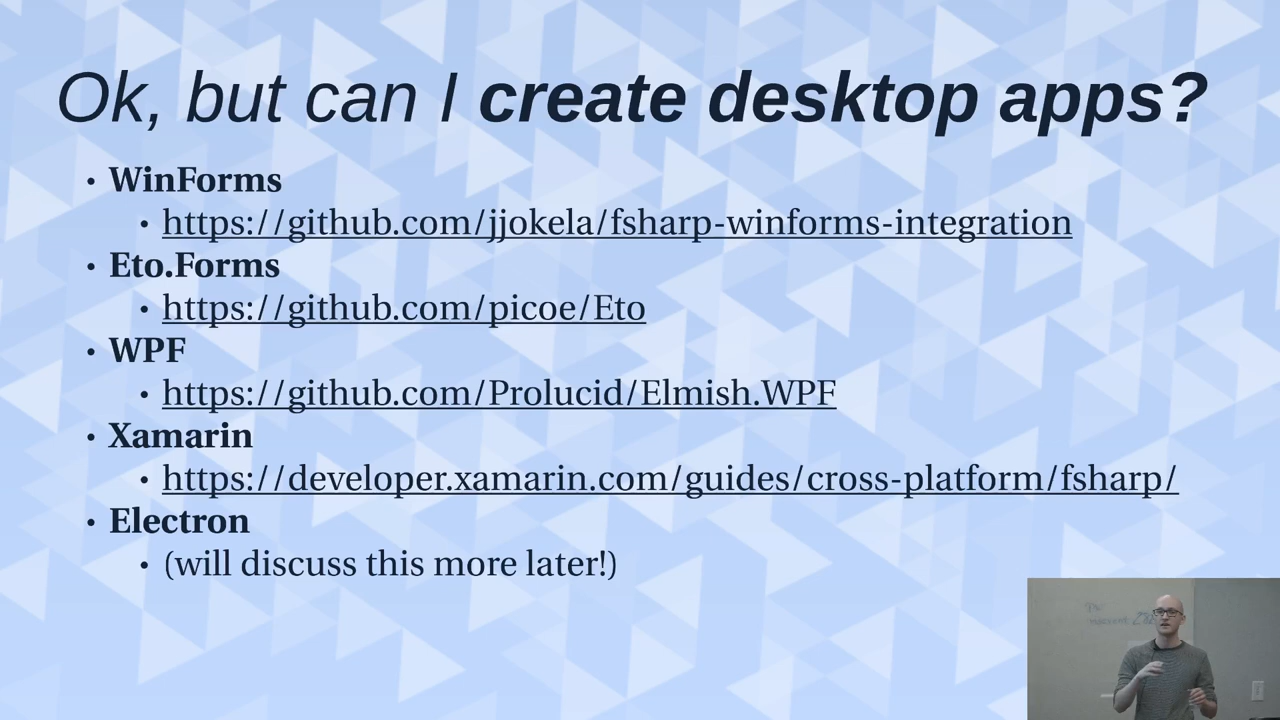 Ok, but can I create desktop apps?
• WinForms
• https://github.com/jjokela/fsharp-winforms-integration
• Eto.Forms
• https://github.com/picoe/Eto
• WPF
• https://github.com/Prolucid/Elmish.WPF
• Xamarin
• https://developer.xamarin.com/guides/cross-platform/fsharp/
• Electron
• (will discuss this more later!)